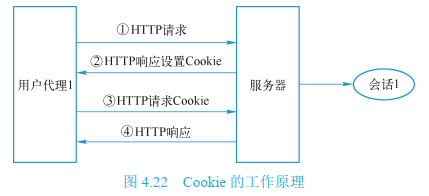 ①HTTP请求
②HTTP响应设置Cookie
用户代理1
服务器
会话1
③HTTP请求Cookie
④HTTP响应
图 4.22 Cookie 的工作原理